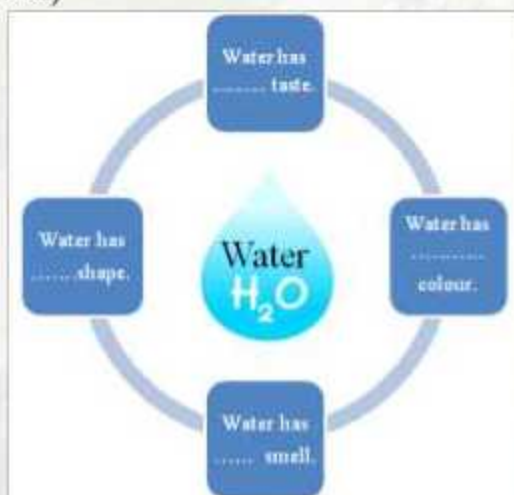 Water has
......... taste.
Water has
............
colour.
Water has
...... smell.
Water has
.......shape.
Water
H₂O